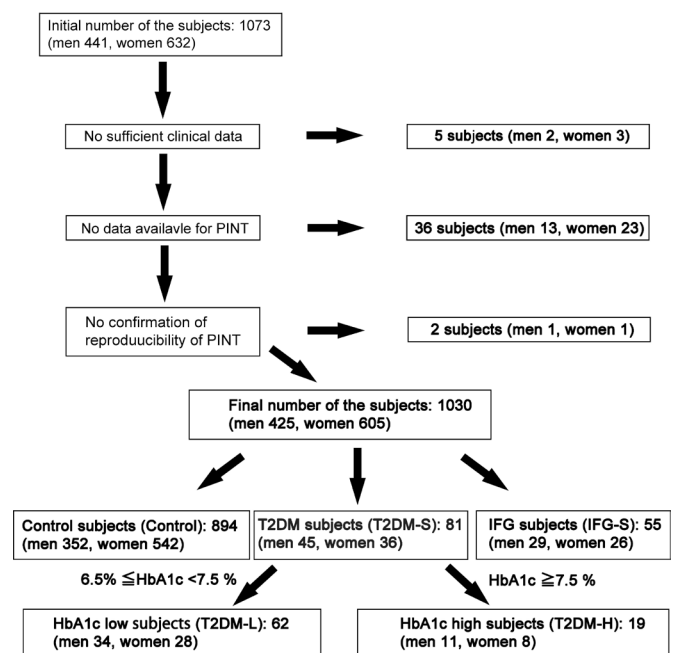 Initial number of the subjects: 1073
(men 441, women 632)
No sufficient clinical data
5 subjects (men 2, women 3)
No data availavle for PINT
36 subjects (men 13, women 23)
No confirmation of
reproduucibility of PINT
2 subjects (men 1, women 1)
Final number of the subjects: 1030
(men 425, women 605)
Control subjects (Control): 894
(men 352, women 542)
T2DM subjects (T2DM-S): 81
(men 45, women 36)
IFG subjects (IFG-S): 55
(men 29, women 26)
6.5% ≦HbA1c <7.5 %
HbA1c ≧7.5 %
HbA1c low subjects (T2DM-L): 62
(men 34, women 28)
HbA1c high subjects (T2DM-H): 19
(men 11, women 8)